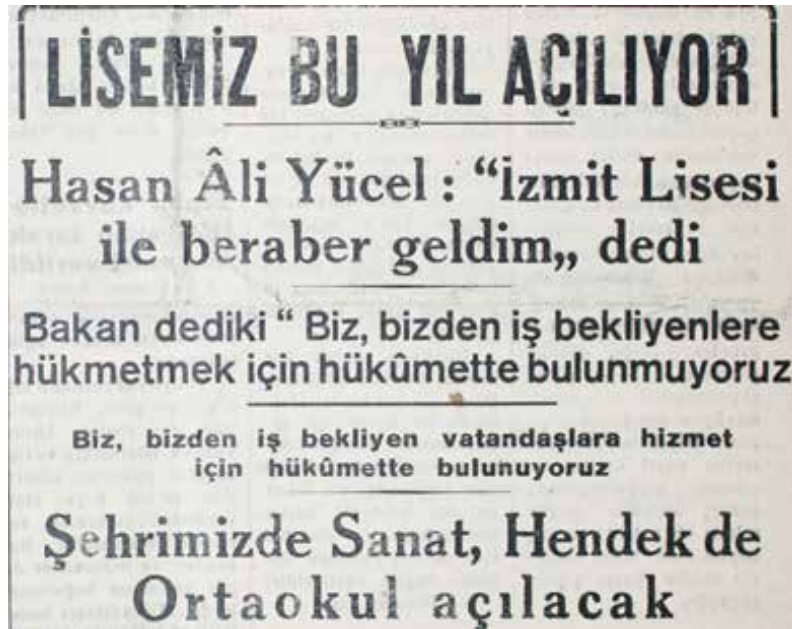 LİSEMİZ BU YIL AÇILIYOR
Hasan Âli Yücel : “İzmit Lisesi
ile beraber geldim„ dedi
Bakan dediki “ Biz, bizden iş bekliyenlere
hükmetmek için hükûmette bulunmuyoruz
Biz, bizden iş bekliyen vatandaşlara hizmet
için hükûmette bulunuyoruz
Şehrimizde Sanat, Hendek de
Ortaokul açılacak